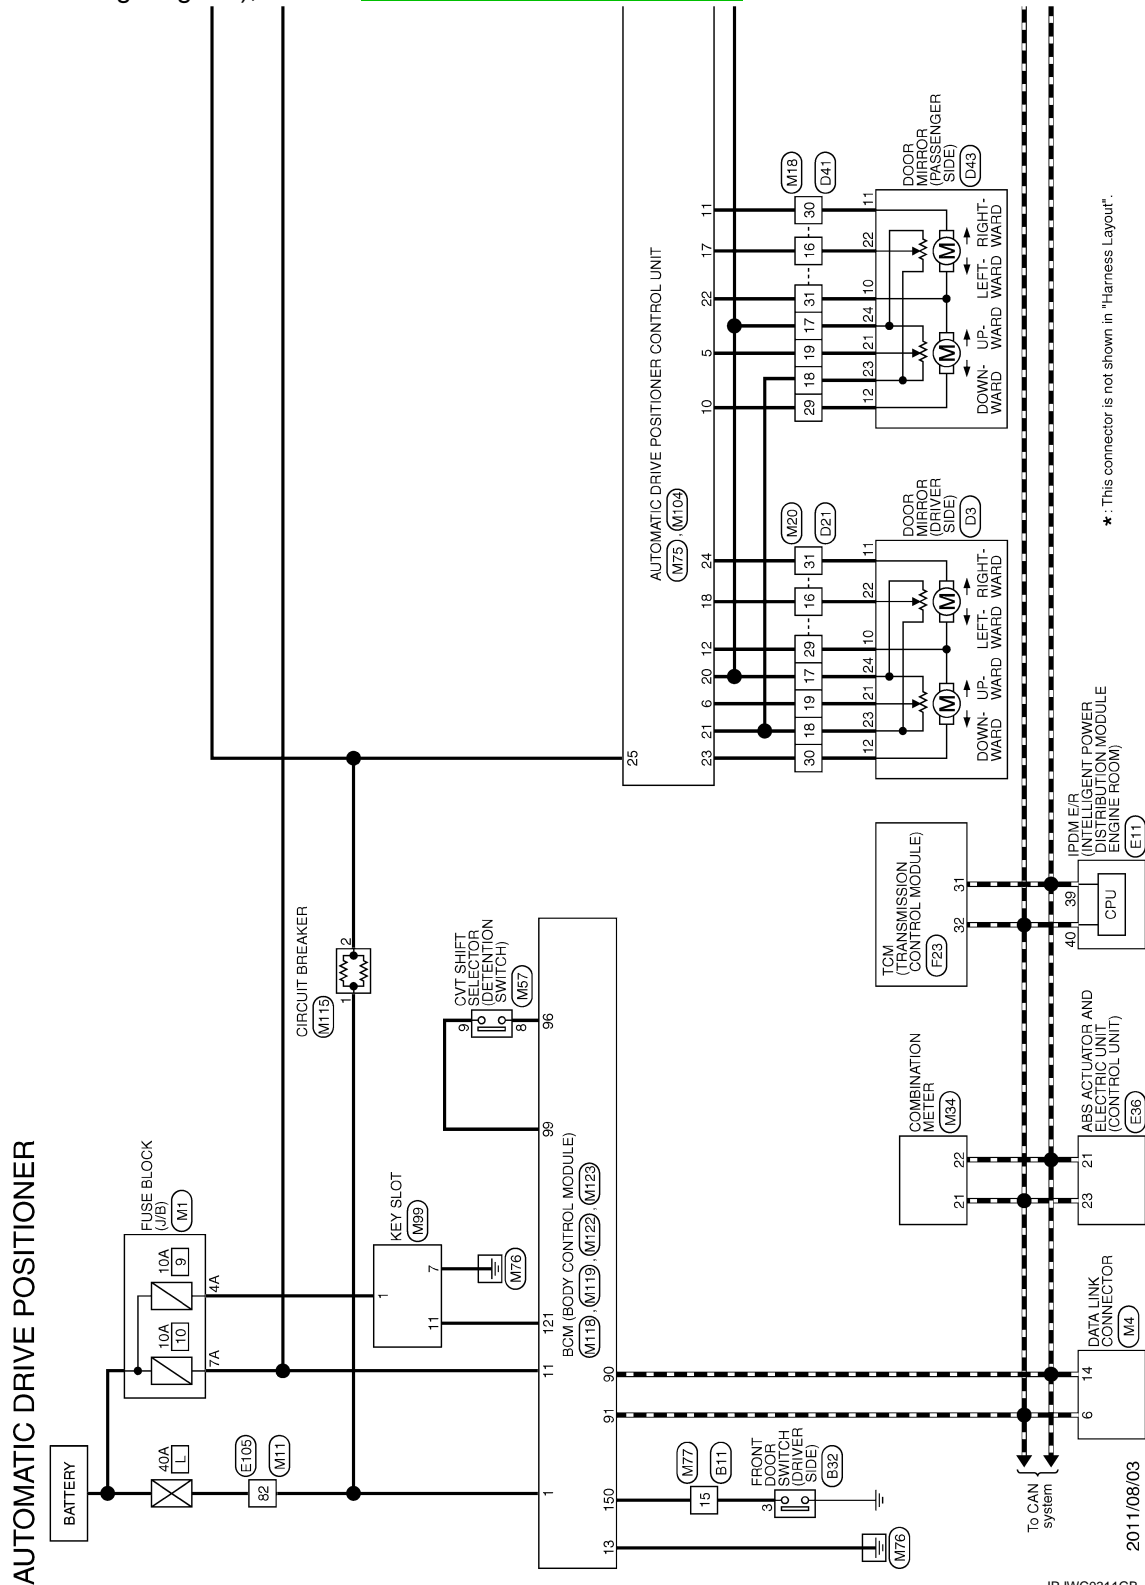 AUTOMATIC DRIVE POSITIONER
BATTERY
40A
L
E105
M11
82
FUSE BLOCK
(J/B)
M1
10A
10
10A
9
7A
4A
KEY SLOT
M99
1
11
7
M76
CIRCUIT BREAKER
M115
1
2
CVT SHIFT
SELECTOR
(DETENTION
SWITCH)
M57
9
8
1
11
121
99
96
BCM (BODY CONTROL MODULE)
M118, M119, M122, M123
13
150
91
90
M76
M77
B11
15
FRONT
DOOR
SWITCH
(DRIVER
SIDE)
B32
3
To CAN
system
DATA LINK
CONNECTOR
M4
6
14
COMBINATION
METER
M34
21
22
ABS ACTUATOR AND
ELECTRIC UNIT
(CONTROL UNIT)
E36
23
21
TCM
(TRANSMISSION
CONTROL MODULE)
F23
32
31
IPDM E/R
(INTELLIGENT POWER
DISTRIBUTION MODULE
ENGINE ROOM)
E11
40
39
CPU
25
AUTOMATIC DRIVE POSITIONER CONTROL UNIT
M75, M104
23
21
6
20
12
18
24
10
5
22
17
11
M20
D21
30
18
19
17
29
16
31
12
23
21
24
10
22
11
DOOR
MIRROR
(DRIVER
SIDE)
D3
M
M
DOWN-
WARD
UP-
WARD
LEFT-
WARD
RIGHT-
WARD
M18
D41
29
18
19
17
31
16
30
12
23
21
24
10
22
11
DOOR
MIRROR
(PASSENGER
SIDE)
D43
M
M
DOWN-
WARD
UP-
WARD
LEFT-
WARD
RIGHT-
WARD
★: This connector is not shown in "Harness Layout".
2011/08/03